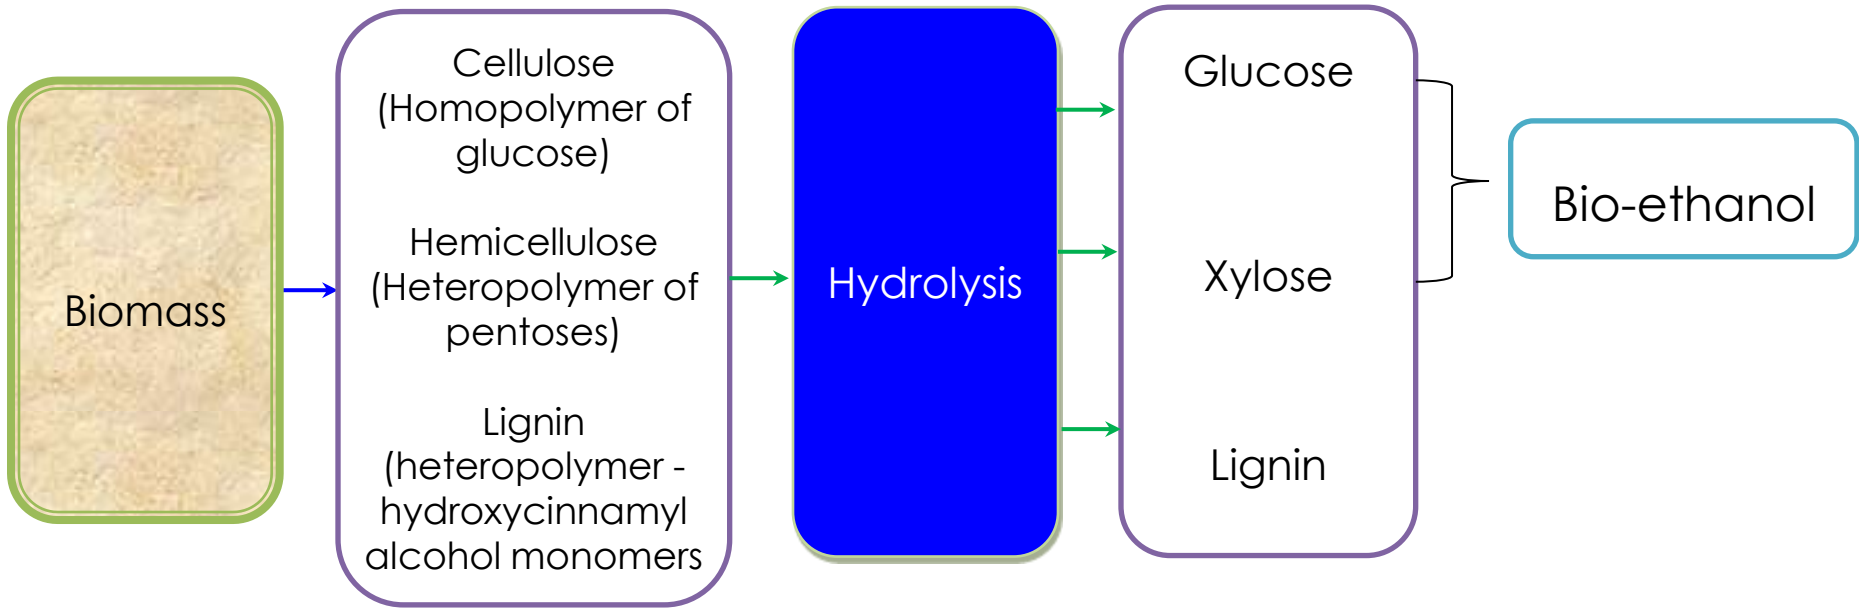 Biomass
Cellulose
(Homopolymer of
glucose)
Hemicellulose
(Heteropolymer of
pentoses)
Lignin
(heteropolymer -
hydroxycinnamyl
alcohol monomers
Hydrolysis
Glucose
Xylose
Lignin
Bio-ethanol